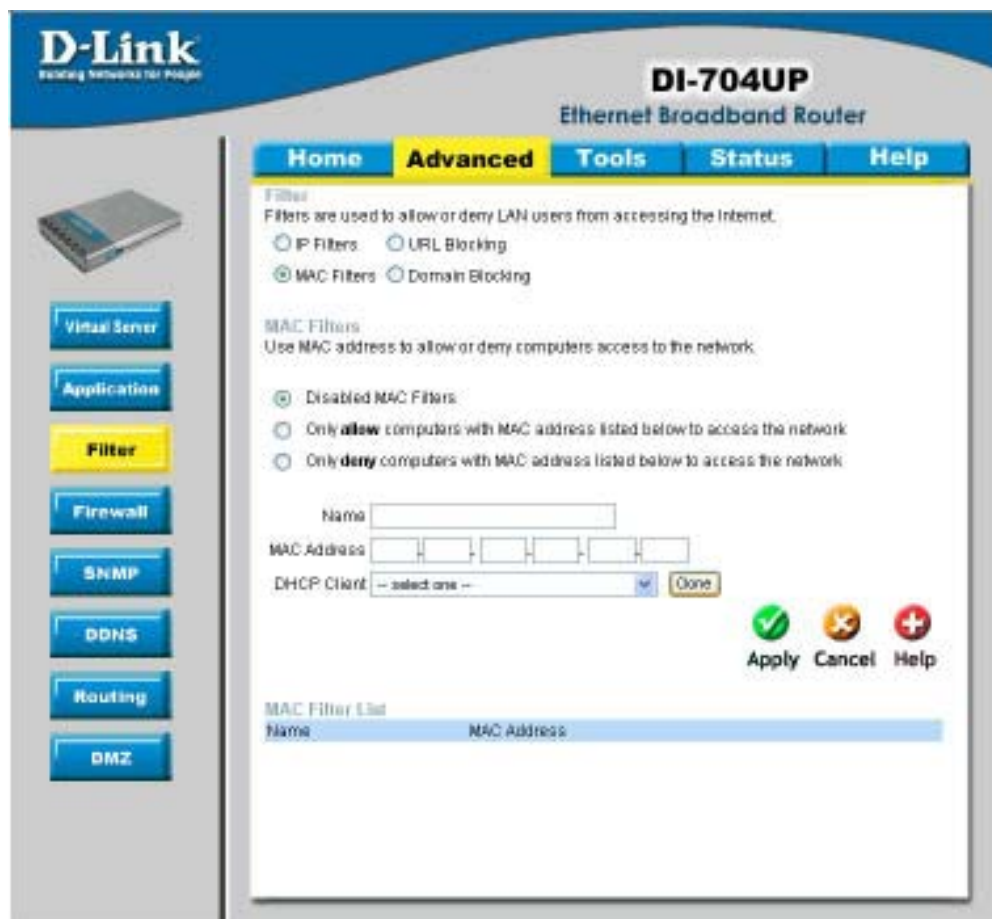 D-Link
Building Networks for People
DI-704UP
Ethernet Broadband Router
Home
Advanced
Tools
Status
Help
Virtual Server
Application
Filter
Firewall
SNMP
DDNS
Routing
DMZ
Filter
Filters are used to allow or deny LAN users from accessing the Internet.
IP Filters
URL Blocking
MAC Filters
Domain Blocking
MAC Filters
Use MAC address to allow or deny computers access to the network.
Disabled MAC Filters
Only allow computers with MAC address listed below to access the network
Only deny computers with MAC address listed below to access the network
Name
MAC Address - - - - -
DHCP Client -- select one -- Clone
Apply Cancel Help
MAC Filter List
Name MAC Address